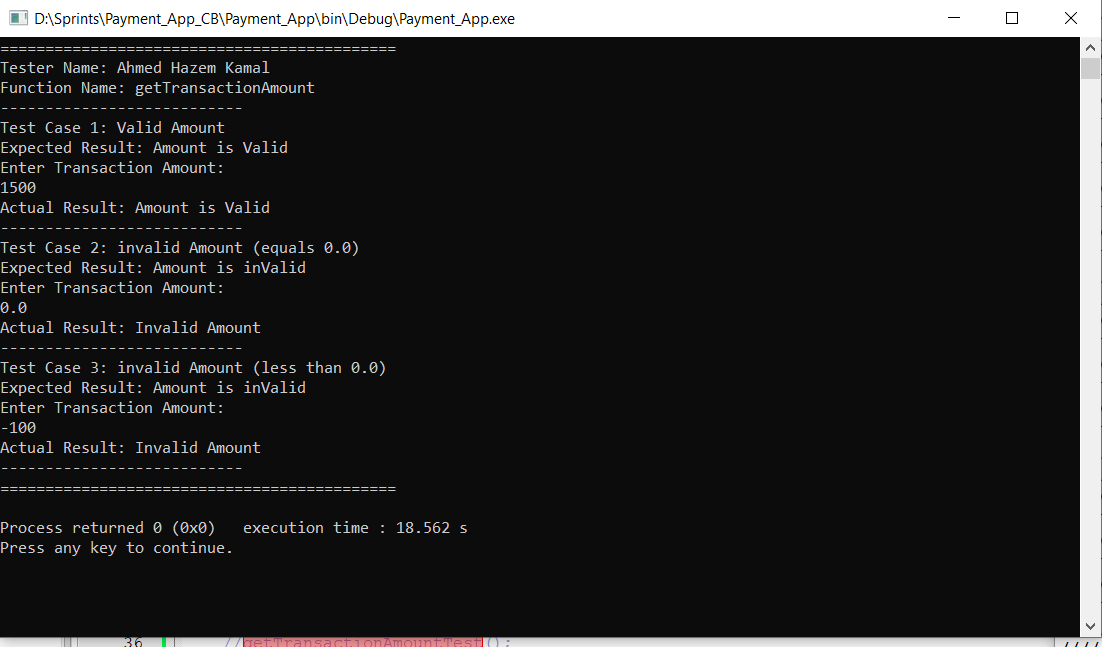 D:\Sprints\Payment_App_CB\Payment_App\bin\Debug\Payment_App.exe
============================================
Tester Name: Ahmed Hazem Kamal
Function Name: getTransactionAmount
---------------------------
Test Case 1: Valid Amount
Expected Result: Amount is Valid
Enter Transaction Amount:
1500
Actual Result: Amount is Valid
---------------------------
Test Case 2: invalid Amount (equals 0.0)
Expected Result: Amount is inValid
Enter Transaction Amount:
0.0
Actual Result: Invalid Amount
---------------------------
Test Case 3: invalid Amount (less than 0.0)
Expected Result: Amount is inValid
Enter Transaction Amount:
-100
Actual Result: Invalid Amount
---------------------------
============================================
Process returned 0 (0x0)   execution time : 18.562 s
Press any key to continue.
36 //getTransactionAmountTest();